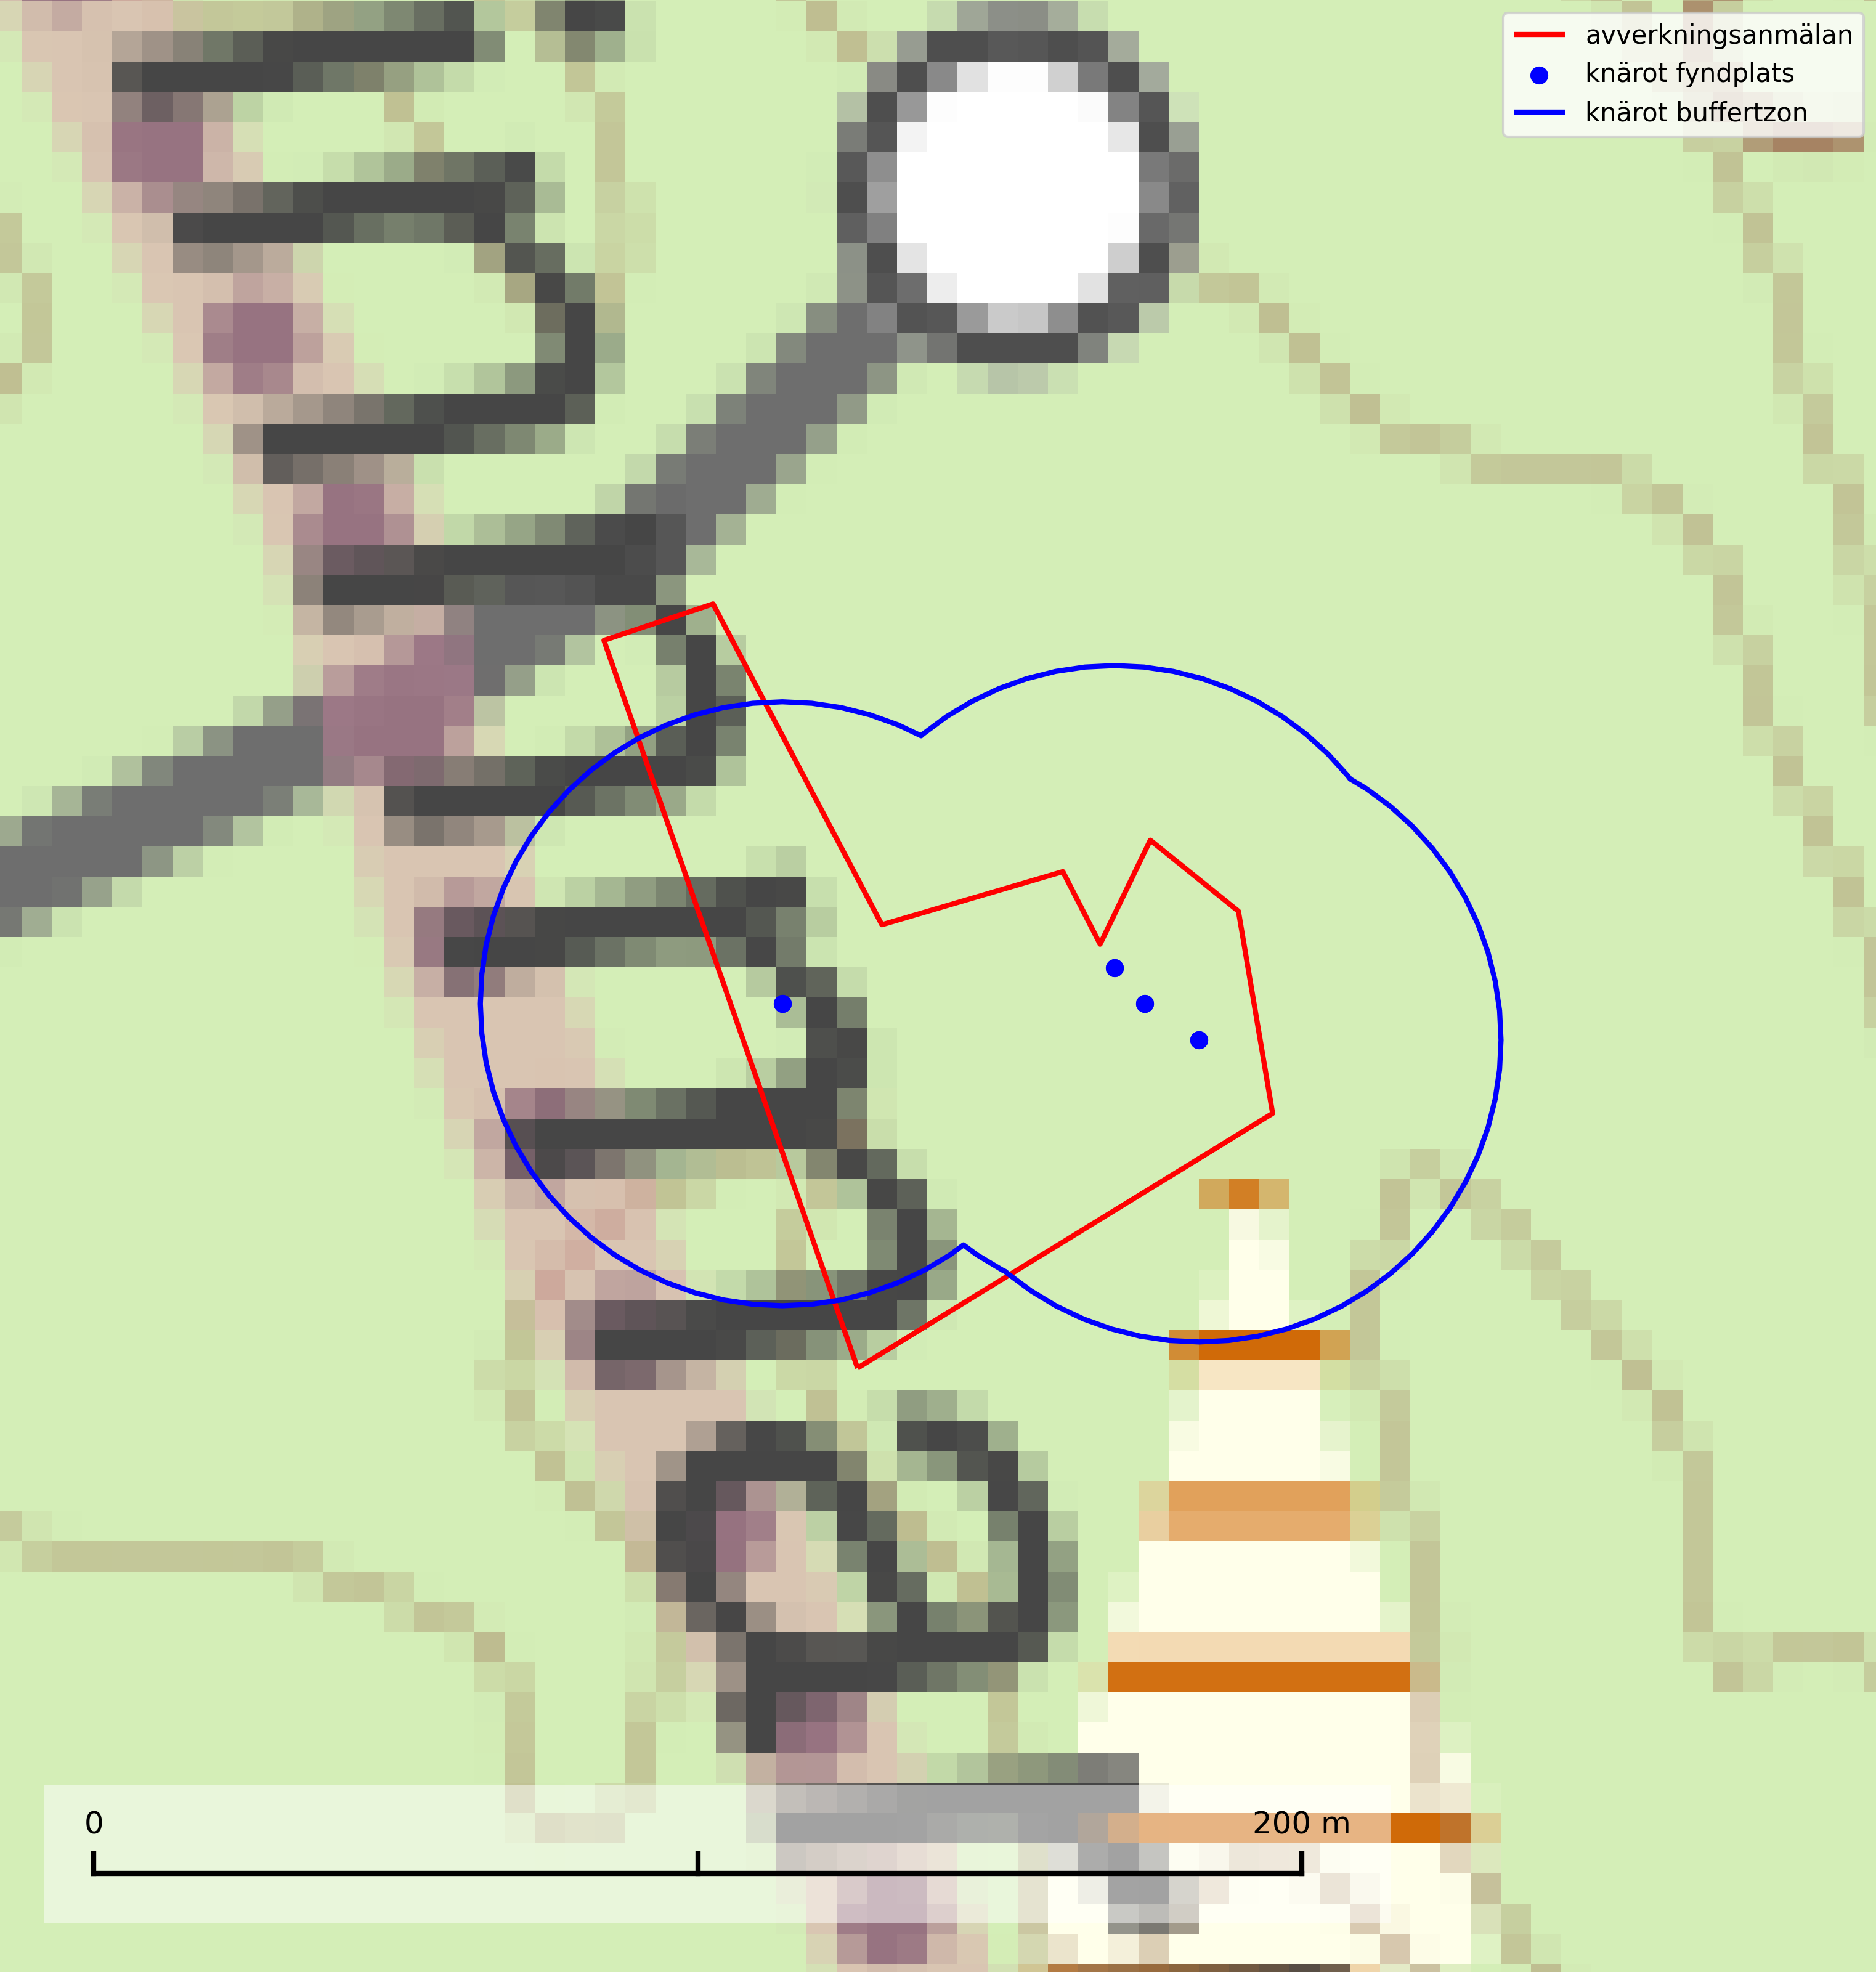 avverkningsanmälan
knärot fyndplats
knärot buffertzon
0 200 m